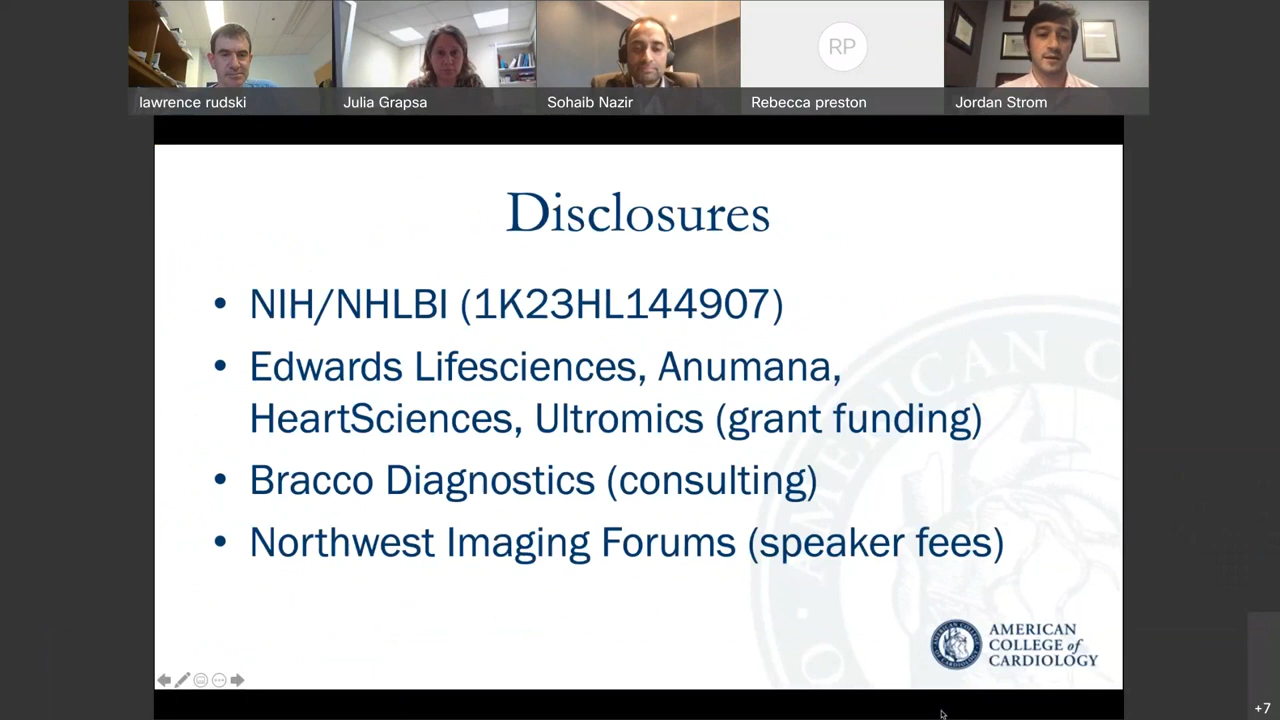 RP
lawrence rudski
Julia Grapsa
Sohaib Nazir
Rebecca preston
Jordan Strom
Disclosures
• NIH/NHLBI (1K23HL144907)
• Edwards Lifesciences, Anumana,
HeartSciences, Ultromics (grant funding)
• Bracco Diagnostics (consulting)
• Northwest Imaging Forums (speaker fees)
AMERICAN C
AMERICAN
COLLEGE of
CARDIOLOGY
+7